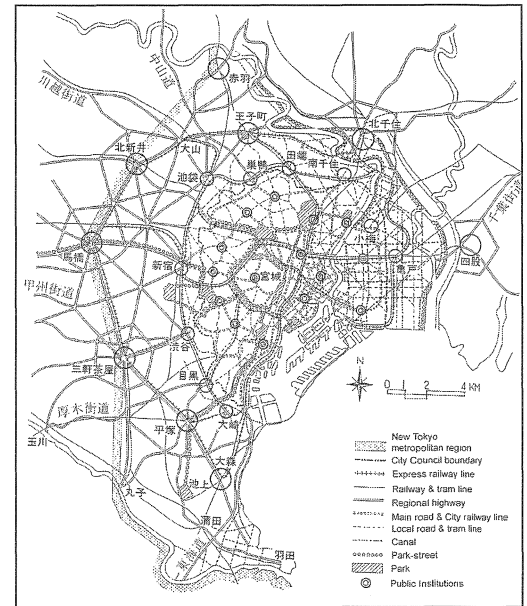 赤羽
中山道
川越街道
王子町
北千住
北新井
大山
田端
南千住
巣鴨
池袋
千葉街道
小梅
馬橋
亀戸
四股
新宿
宮城
甲州街道
渋谷
三軒茶屋
目黒
厚木街道
平塚
大崎
玉川
大森
池上
丸子
蒲田
羽田
東海道
N
0 1 2 4 KM
New Tokyo
metropolitan region
City Council boundary
Express railway line
Railway & tram line
Regional highway
Main road & City railway line
Local road & tram line
Canal
Park-street
Park
Public Institutions